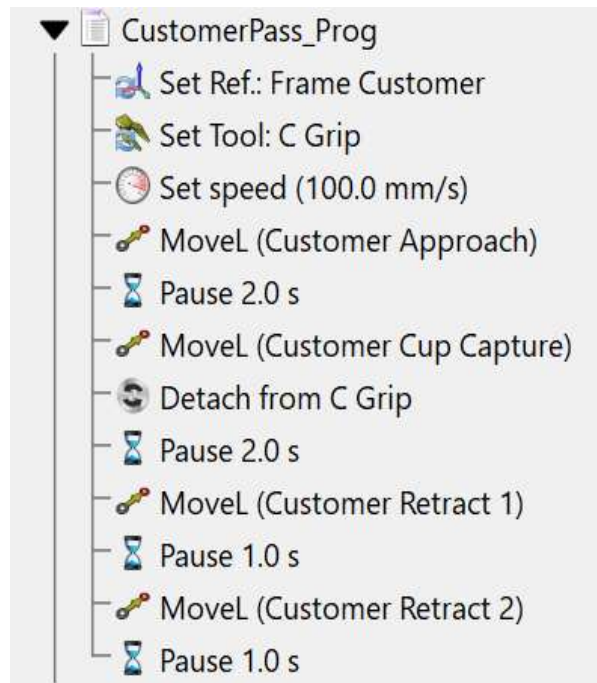 CustomerPass_Prog
Set Ref.: Frame Customer
Set Tool: C Grip
Set speed (100.0 mm/s)
MoveL (Customer Approach)
Pause 2.0 s
MoveL (Customer Cup Capture)
Detach from C Grip
Pause 2.0 s
MoveL (Customer Retract 1)
Pause 1.0 s
MoveL (Customer Retract 2)
Pause 1.0 s